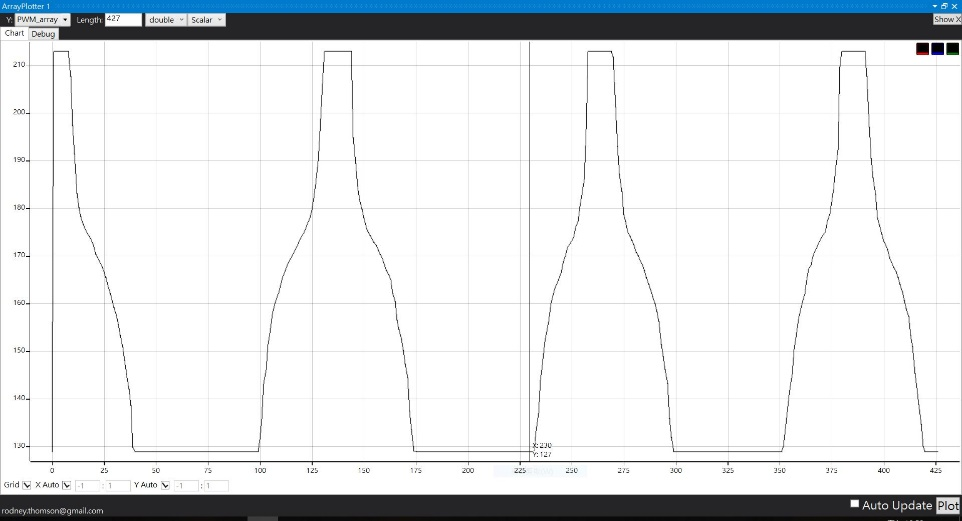 ArrayPlotter 1
Y: PWM_array Length: 427 double Scalar Show X
Chart Debug
210
200
190
180
170
160
150
140
130
X: 230
Y: 127
0 25 50 75 100 125 150 175 200 225 250 275 300 325 350 375 400 425
Grid X Auto -1 : 1 Y Auto -1 : 1
Auto Update Plot
rodney.thomson@gmail.com